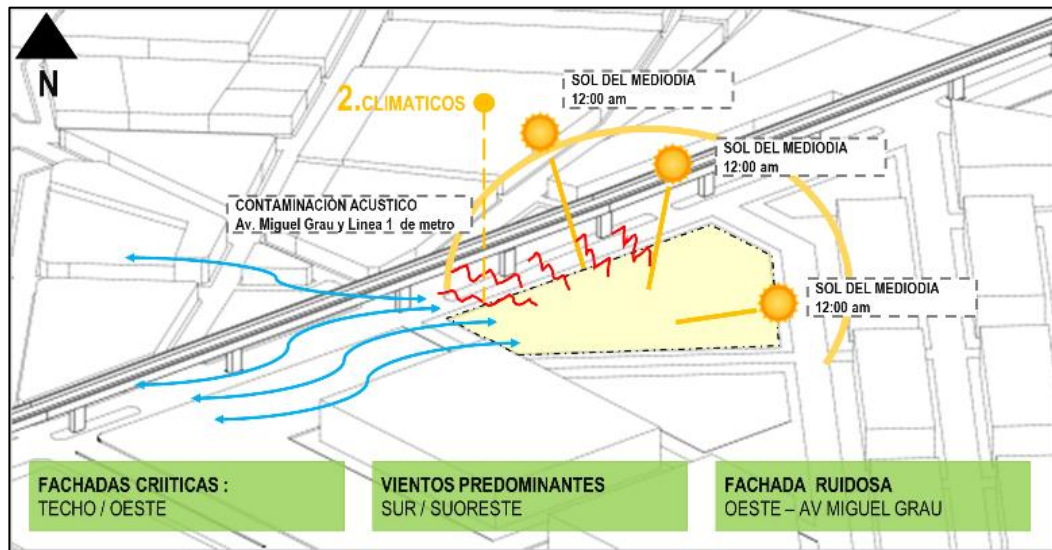 N
2.CLIMATICOS
SOL DEL MEDIODIA
12:00 am
SOL DEL MEDIODIA
12:00 am
CONTAMINACIÓN ACUSTICO
Av. Miguel Grau y Linea 1 de metro
SOL DEL MEDIODIA
12:00 am
FACHADAS CRIITICAS :
TECHO / OESTE
VIENTOS PREDOMINANTES
SUR / SUORESTE
FACHADA RUIDOSA
OESTE – AV MIGUEL GRAU